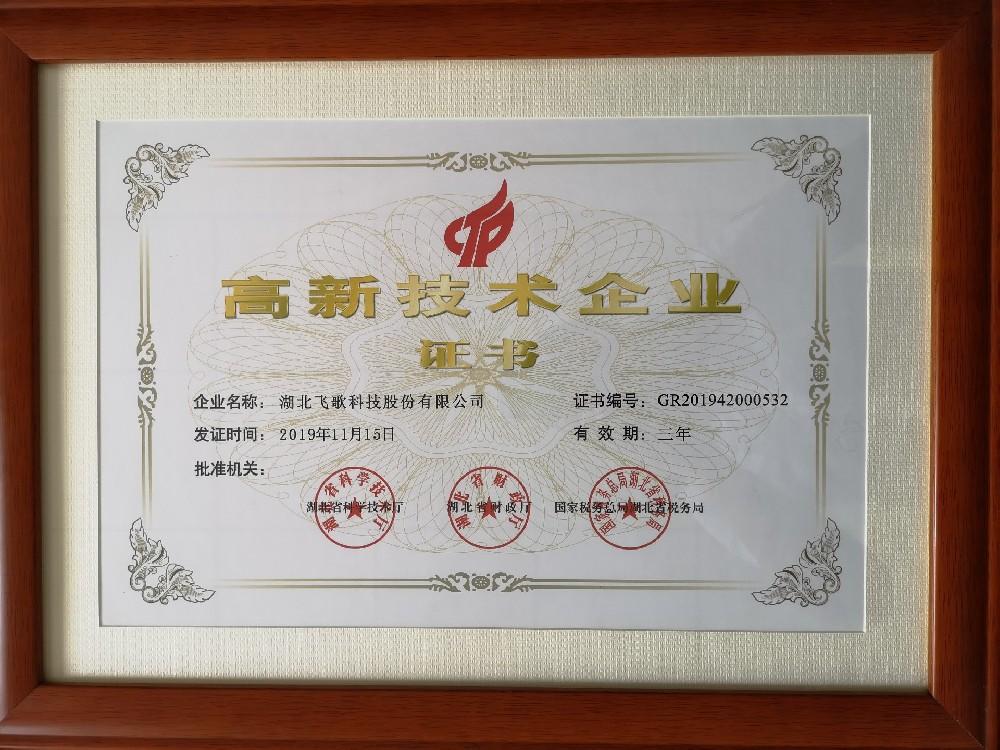 高新技术企业
证书
企业名称：湖北飞歌科技股份有限公司
证书编号：GR201942000532
发证时间：2019年11月15日
有效期：三年
批准机关：
湖北省科学技术厅
湖北省财政厅
国家税务总局湖北省税务局